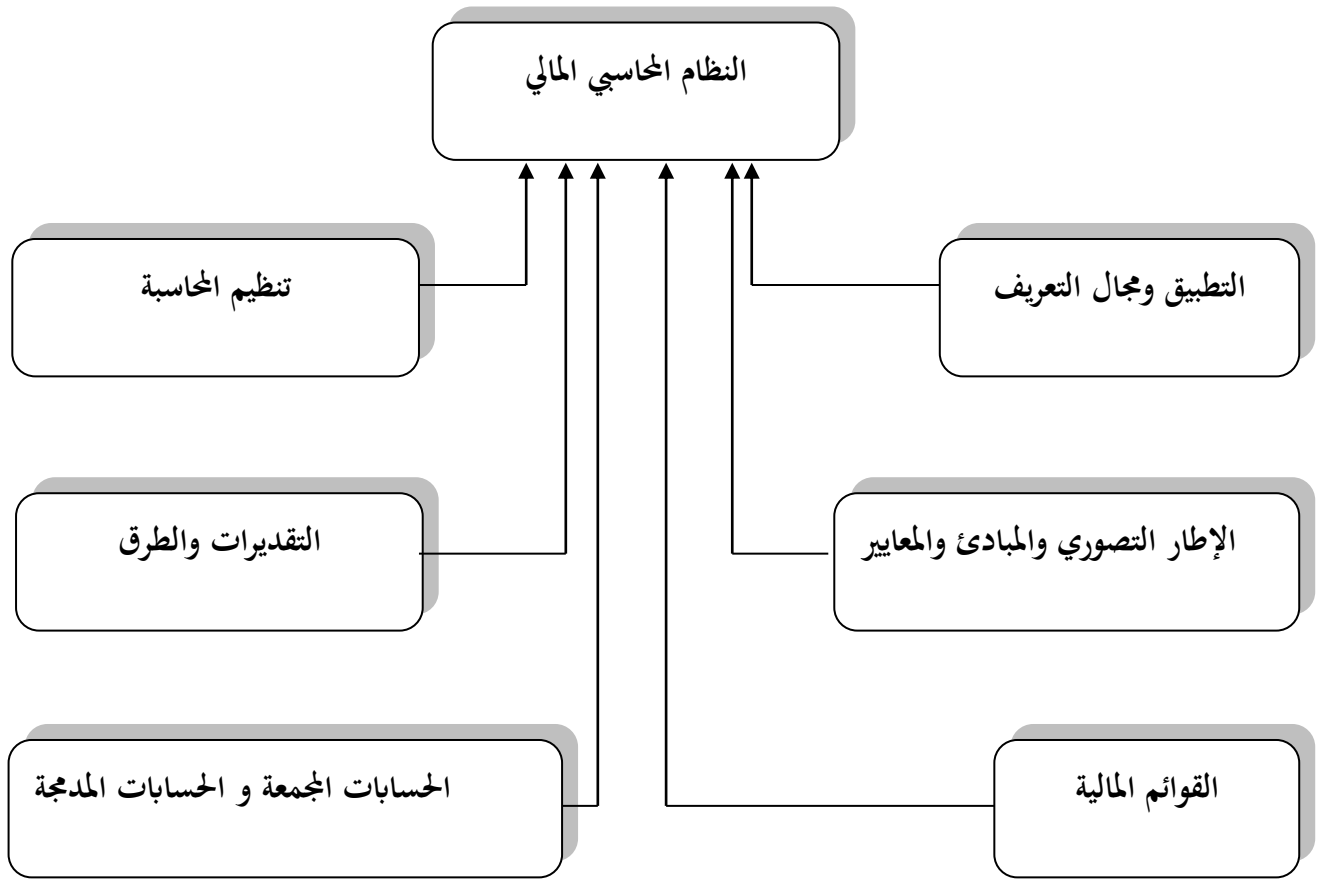 النظام المحاسبي المالي
التطبيق ومجال التعريف
تنظيم المحاسبة
الإطار التصوري والمبادئ والمعايير
التقديرات والطرق
القوائم المالية
الحسابات المجمعة و الحسابات المدمجة